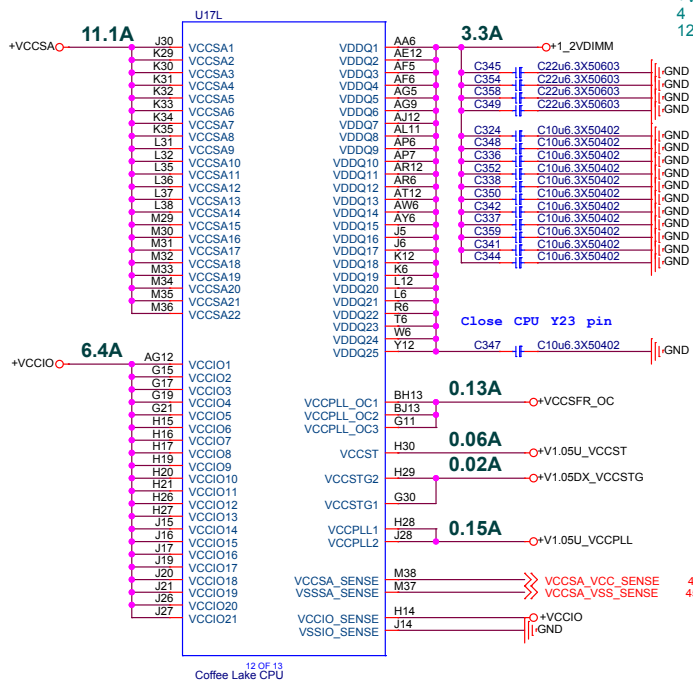 U17L
4
12
+VCCSA
11.1A
J30 VCCSA1
K29 VCCSA2
K30 VCCSA3
K31 VCCSA4
K32 VCCSA5
K33 VCCSA6
K34 VCCSA7
K35 VCCSA8
L31 VCCSA9
L32 VCCSA10
L35 VCCSA11
L36 VCCSA12
L37 VCCSA13
L38 VCCSA14
M29 VCCSA15
M30 VCCSA16
M31 VCCSA17
M32 VCCSA18
M33 VCCSA19
M34 VCCSA20
M35 VCCSA21
M36 VCCSA22
+VCCIO
6.4A
AG12 VCCIO1
G15 VCCIO2
G17 VCCIO3
G19 VCCIO4
G21 VCCIO5
H15 VCCIO6
H16 VCCIO7
H17 VCCIO8
H19 VCCIO9
H20 VCCIO10
H21 VCCIO11
H26 VCCIO12
H27 VCCIO13
J15 VCCIO14
J16 VCCIO15
J17 VCCIO16
J19 VCCIO17
J20 VCCIO18
J21 VCCIO19
J26 VCCIO20
J27 VCCIO21
VDDQ1 AA6
VDDQ2 AE12
VDDQ3 AF5
VDDQ4 AF6
VDDQ5 AG5
VDDQ6 AG9
VDDQ7 AJ12
VDDQ8 AL11
VDDQ9 AP6
VDDQ10 AP7
VDDQ11 AR12
VDDQ12 AR6
VDDQ13 AT12
VDDQ14 AW6
VDDQ15 AY6
VDDQ16 J5
VDDQ17 J6
VDDQ18 K12
VDDQ19 K6
VDDQ20 L12
VDDQ21 L6
VDDQ22 R6
VDDQ23 T6
VDDQ24 W6
VDDQ25 Y12
3.3A
+1_2VDIMM
C345 C22u6.3X50603 GND
C354 C22u6.3X50603 GND
C358 C22u6.3X50603 GND
C349 C22u6.3X50603 GND
C324 C10u6.3X50402 GND
C348 C10u6.3X50402 GND
C336 C10u6.3X50402 GND
C352 C10u6.3X50402 GND
C338 C10u6.3X50402 GND
C350 C10u6.3X50402 GND
C342 C10u6.3X50402 GND
C337 C10u6.3X50402 GND
C359 C10u6.3X50402 GND
C341 C10u6.3X50402 GND
C344 C10u6.3X50402 GND
Close CPU Y23 pin
C347 C10u6.3X50402 GND
VCCPLL_OC1 BH13
VCCPLL_OC2 BJ13
VCCPLL_OC3 G11
0.13A
+VCCSFR_OC
VCCST H30
0.06A
+V1.05U_VCCST
VCCSTG2 H29
0.02A
+V1.05DX_VCCSTG
VCCSTG1 G30
VCCPLL1 H28
VCCPLL2 J28
0.15A
+V1.05U_VCCPLL
VCCSA_SENSE M38 VCCSA_VCC_SENSE 4
VSSSA_SENSE M37 VCCSA_VSS_SENSE
VCCIO_SENSE H14 +VCCIO
VSSIO_SENSE J14 GND
12 OF 13
Coffee Lake CPU